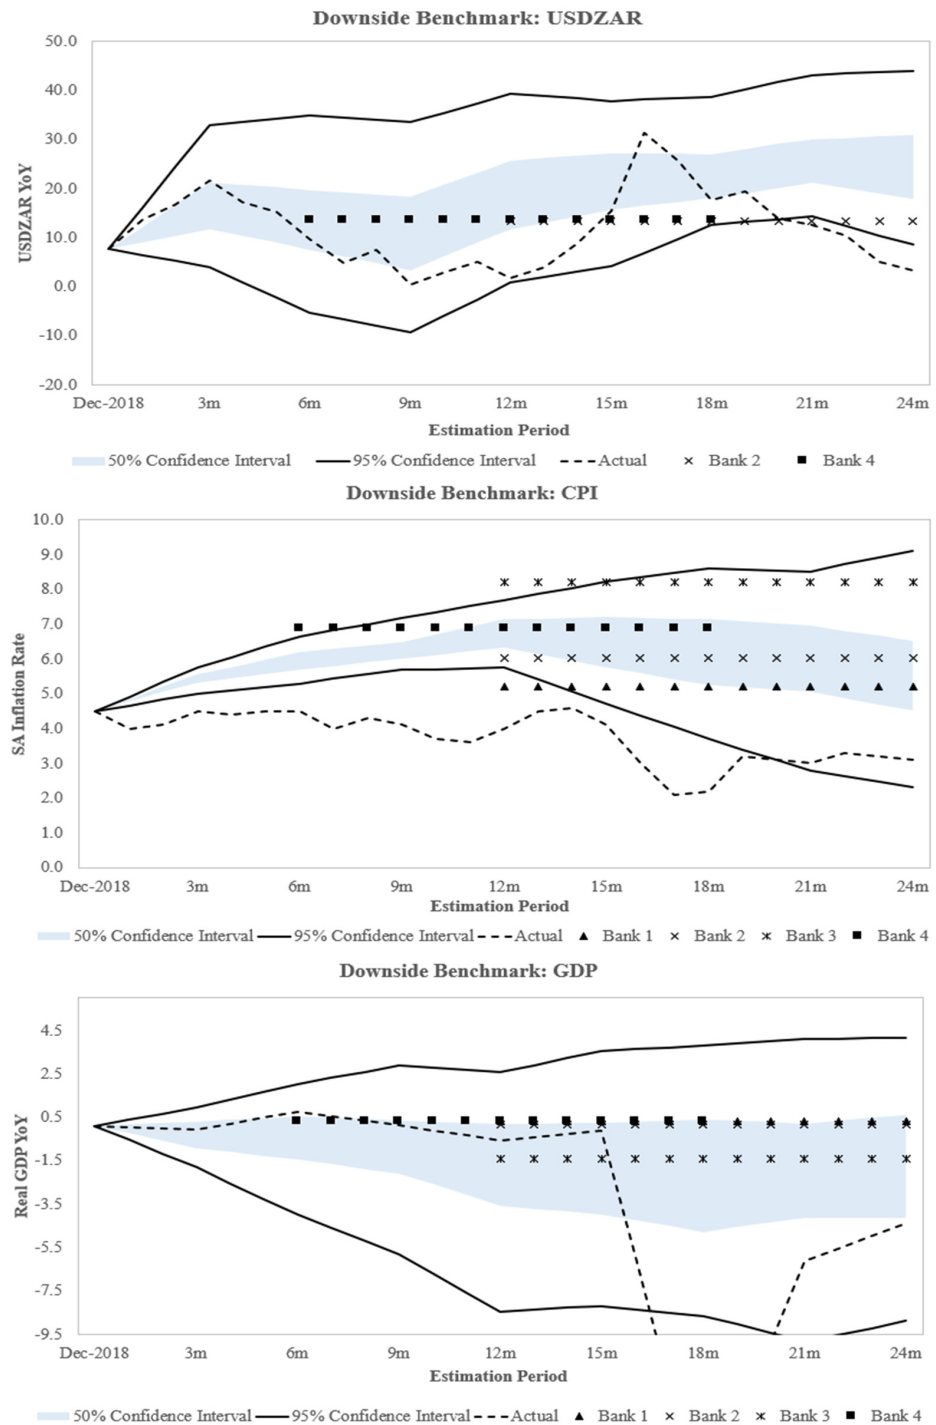 Downside Benchmark: USDZAR
50.0
40.0
30.0
20.0
10.0
0.0
-10.0
-20.0
USDZAR YoY
Dec-2018 3m 6m 9m 12m 15m 18m 21m 24m
Estimation Period
50% Confidence Interval 95% Confidence Interval Actual Bank 2 Bank 4
Downside Benchmark: CPI
10.0
9.0
8.0
7.0
6.0
5.0
4.0
3.0
2.0
1.0
0.0
SA Inflation Rate
Dec-2018 3m 6m 9m 12m 15m 18m 21m 24m
Estimation Period
50% Confidence Interval 95% Confidence Interval Actual Bank 1 Bank 2 Bank 3 Bank 4
Downside Benchmark: GDP
4.5
2.5
0.5
-1.5
-3.5
-5.5
-7.5
-9.5
Real GDP YoY
Dec-2018 3m 6m 9m 12m 15m 18m 21m 24m
Estimation Period
50% Confidence Interval 95% Confidence Interval Actual Bank 1 Bank 2 Bank 3 Bank 4